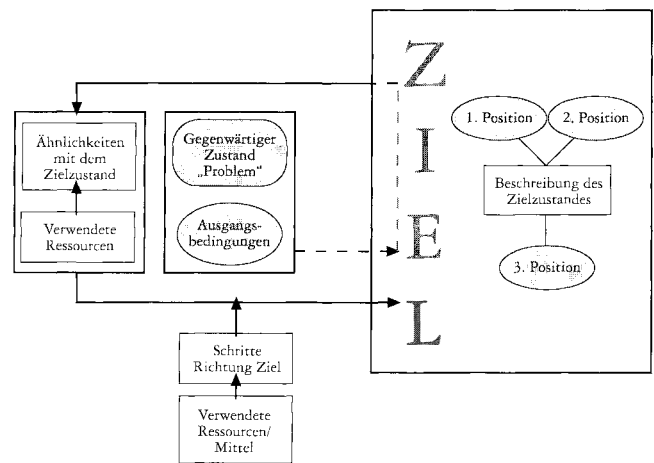 Ähnlichkeiten
mit dem
Zielzustand
Verwendete
Ressourcen
Gegenwärtiger
Zustand
„Problem“
Ausgangs-
bedingungen
Z
I
E
L
1. Position
2. Position
Beschreibung des
Zielzustandes
3. Position
Schritte
Richtung Ziel
Verwendete
Ressourcen/
Mittel